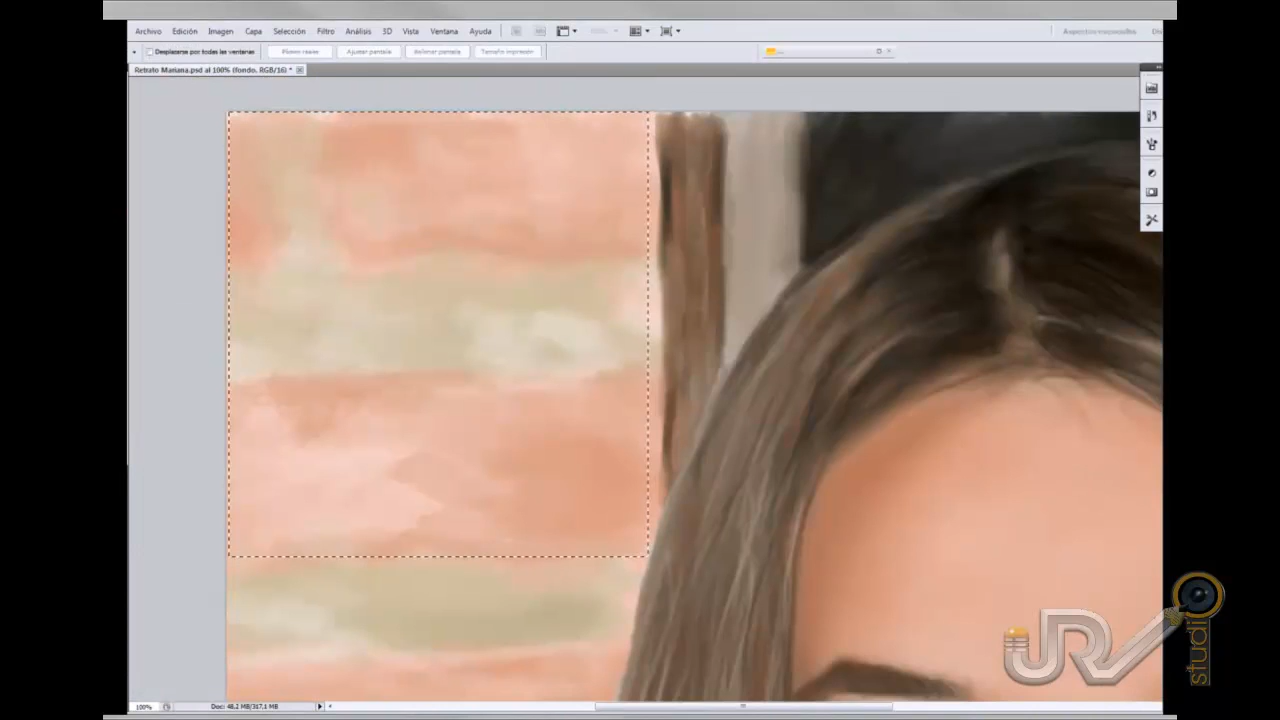 Archivo Edición Imagen Capa Selección Filtro Análisis 3D Vista Ventana Ayuda
Desplazarse por todas las ventanas Ajustar pantalla Rellenar pantalla Tamaño impresión
Retrato Mariana.psd al 100% (fondo, RGB/16) *
JRV
studio
100% Doc: 48,2 MB/317,1 MB